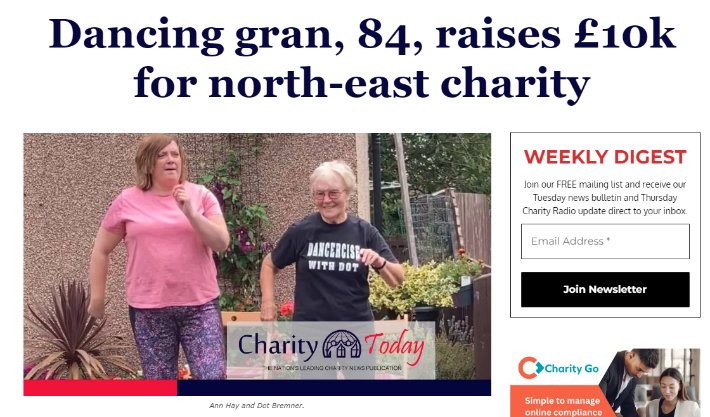 Dancing gran, 84, raises £10k
for north-east charity
DANCERCISE
WITH DOT
Charity Today
THE NATION'S LEADING CHARITY NEWS PUBLICATION
Ann Hay and Dot Bremner.
WEEKLY DIGEST
Join our FREE mailing list and receive our
Tuesday news bulletin and Thursday
Charity Radio update direct to your inbox.
Email Address *
Join Newsletter
Charity Go
Simple to manage
online compliance